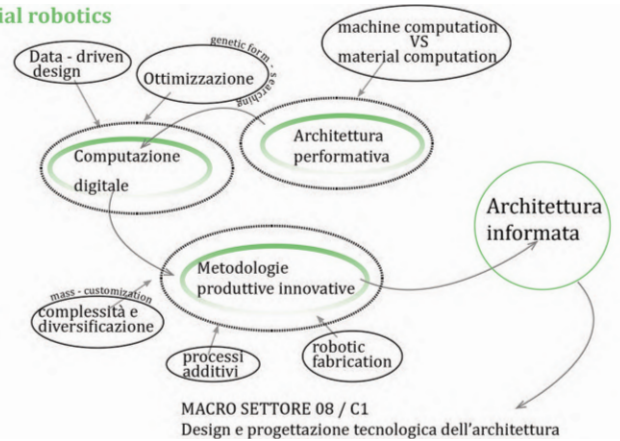 ial robotics
machine computation
VS
material computation
Data - driven
design
Ottimizzazione
genetic form - searching
Architettura
performativa
Computazione
digitale
Architettura
informata
Metodologie
produttive innovative
mass - customization
complessità e
diversificazione
processi
additivi
robotic
fabrication
MACRO SETTORE 08 / C1
Design e progettazione tecnologica dell'architettura